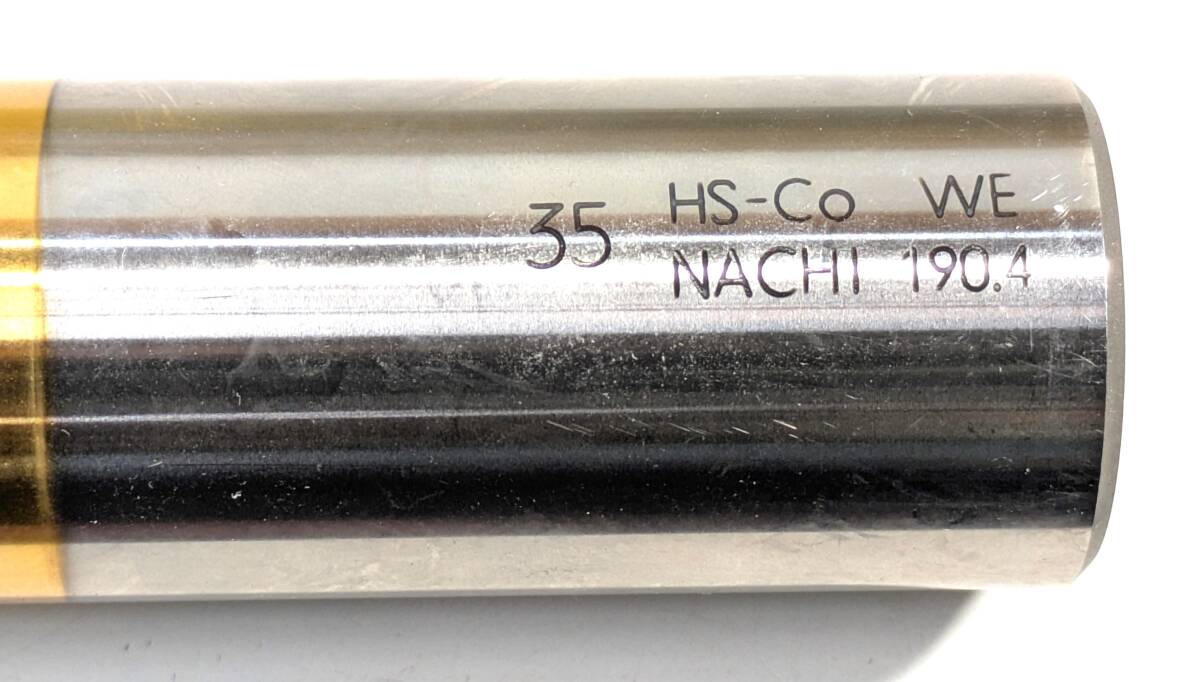 35 HS-Co WE
NACHI 190.4